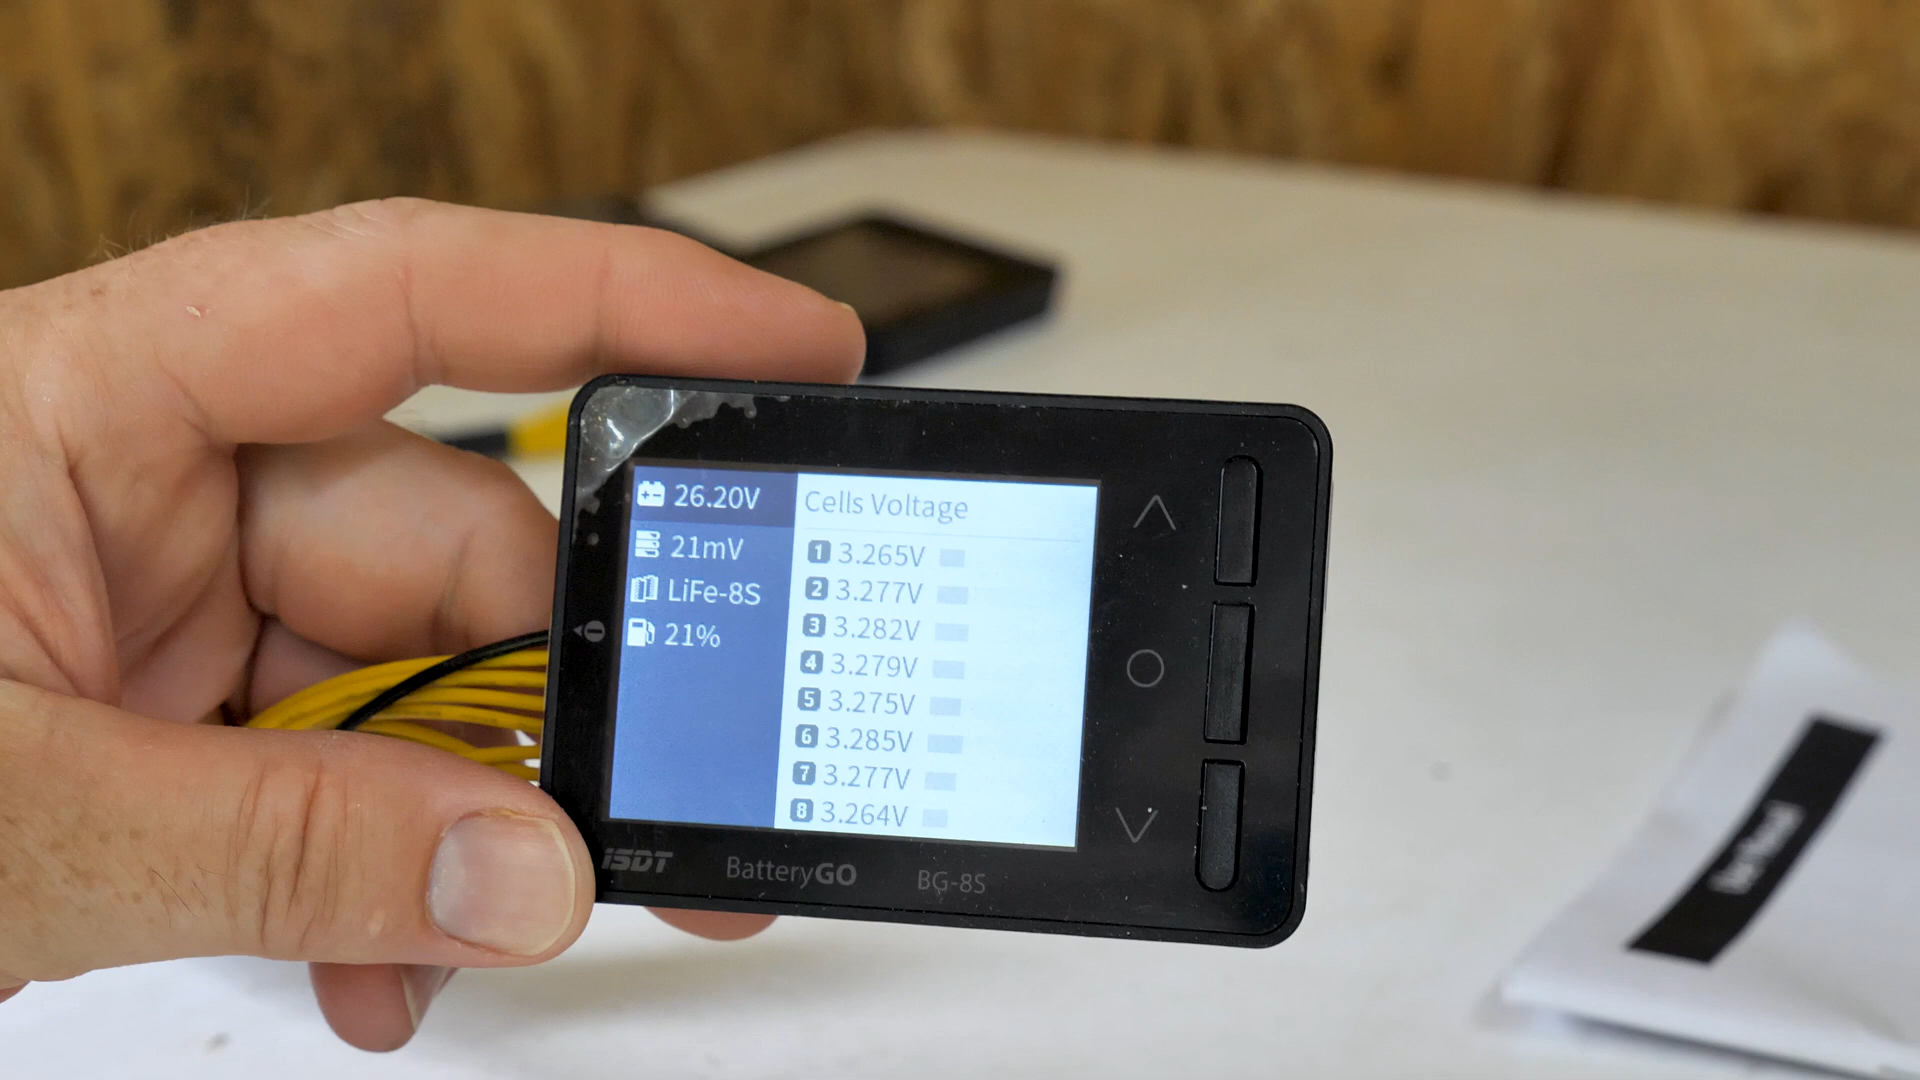 26.20V
21mV
LiFe-8S
21%
Cells Voltage
1 3.265V
2 3.277V
3 3.282V
4 3.279V
5 3.275V
6 3.285V
7 3.277V
8 3.264V
ISDT BatteryGO BG-8S